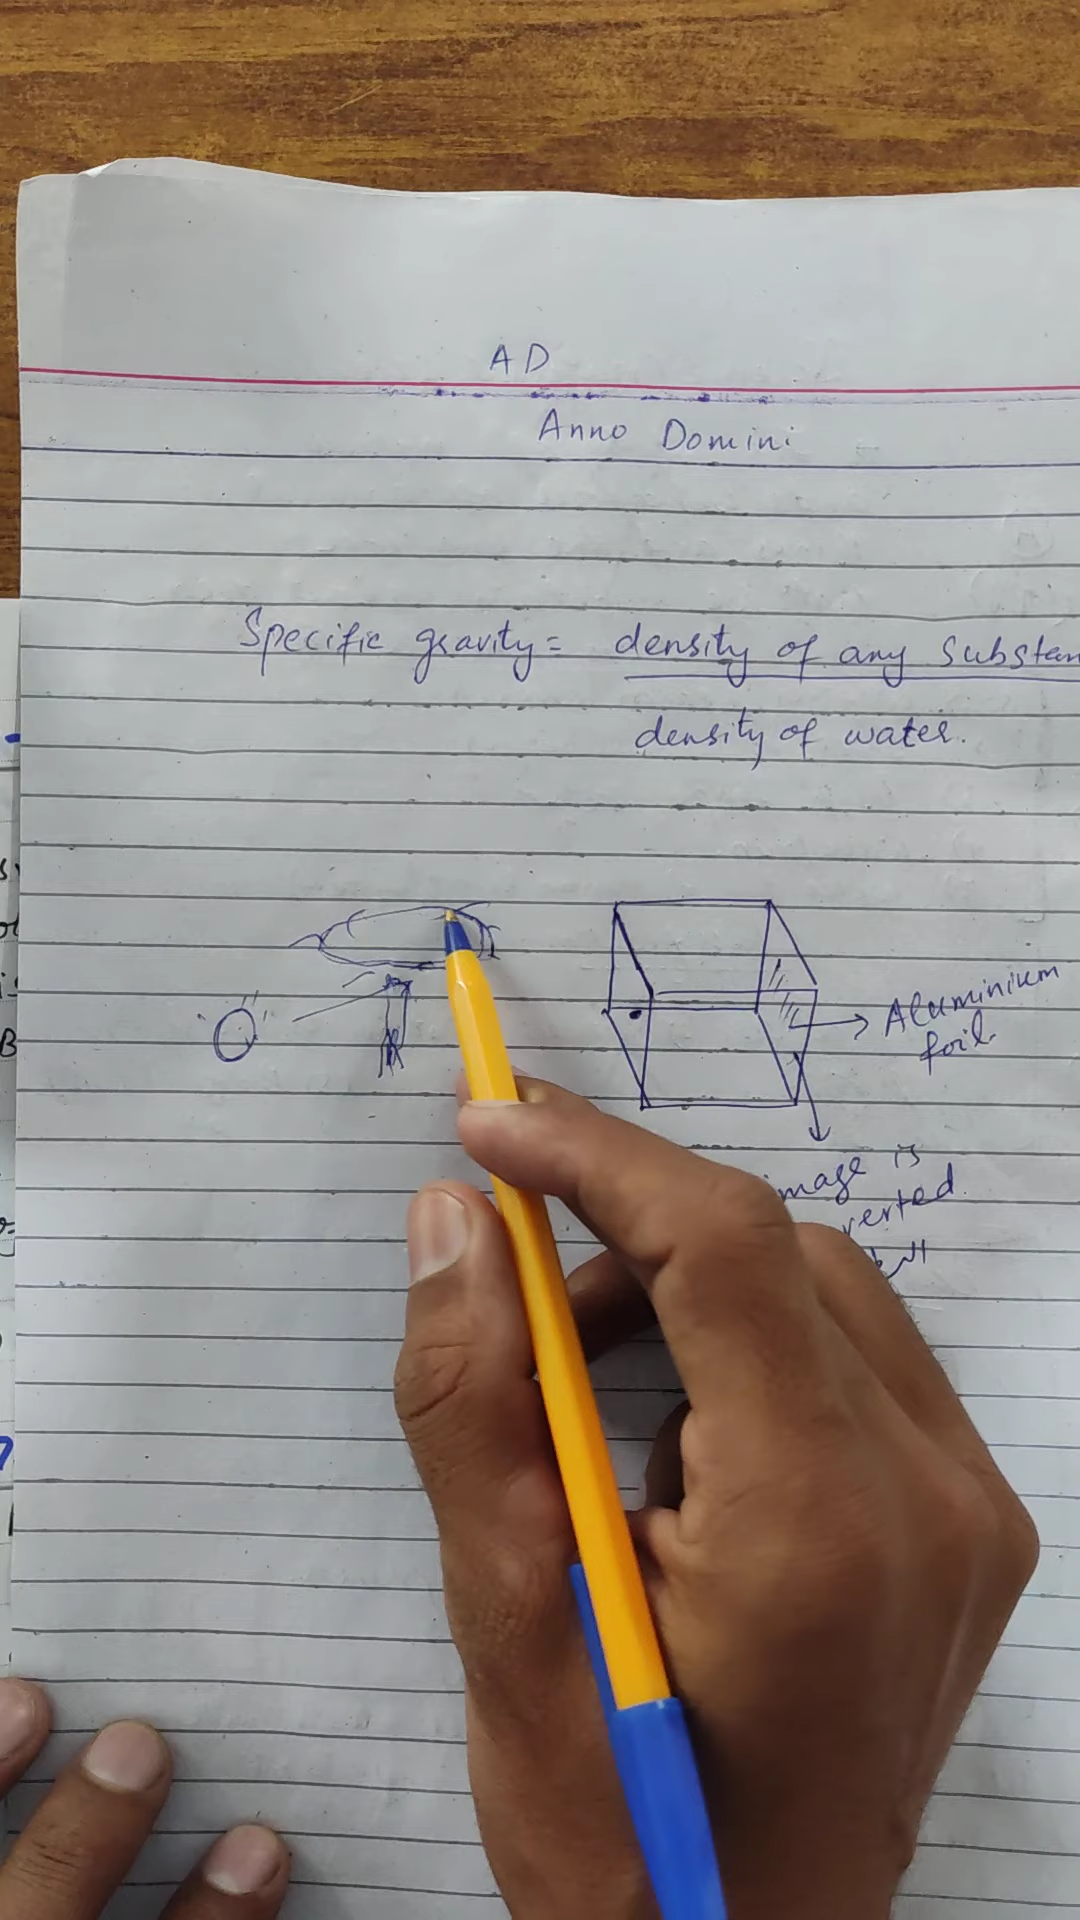 AD
Anno Domini
Specific gravity = density of any Substan
density of water.
Aluminium
foil
image is
verted